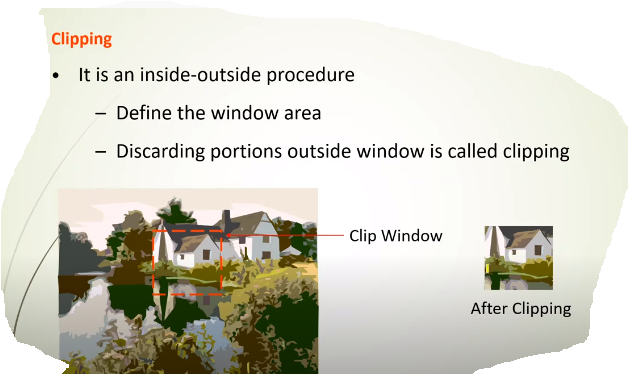 Clipping
• It is an inside-outside procedure
– Define the window area
– Discarding portions outside window is called clipping
Clip Window
After Clipping